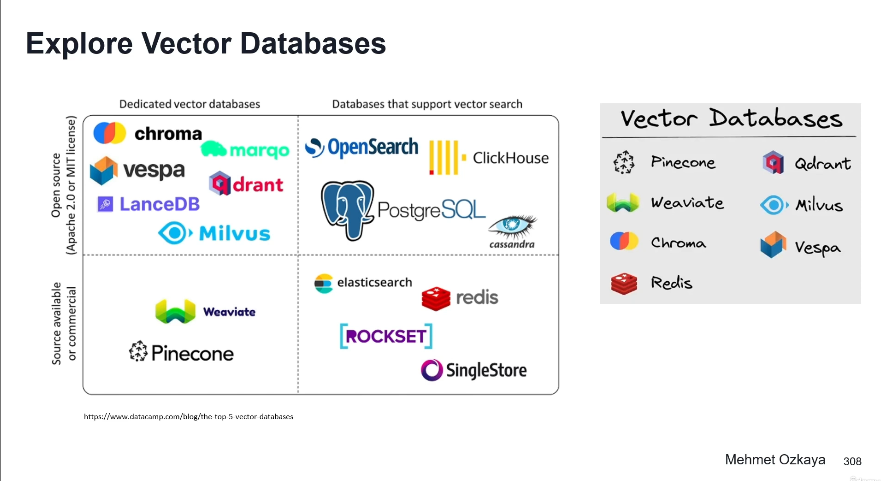 Explore Vector Databases
Dedicated vector databases
Databases that support vector search
Open source
(Apache 2.0 or MIT license)
chroma
marqo
vespa
qdrant
LanceDB
Milvus
OpenSearch
ClickHouse
PostgreSQL
cassandra
Source available
or commercial
Weaviate
Pinecone
elasticsearch
redis
ROCKSET
SingleStore
https://www.datacamp.com/blog/the-top-5-vector-databases
Vector Databases
Pinecone
Qdrant
Weaviate
Milvus
Chroma
Vespa
Redis
Mehmet Ozkaya
308